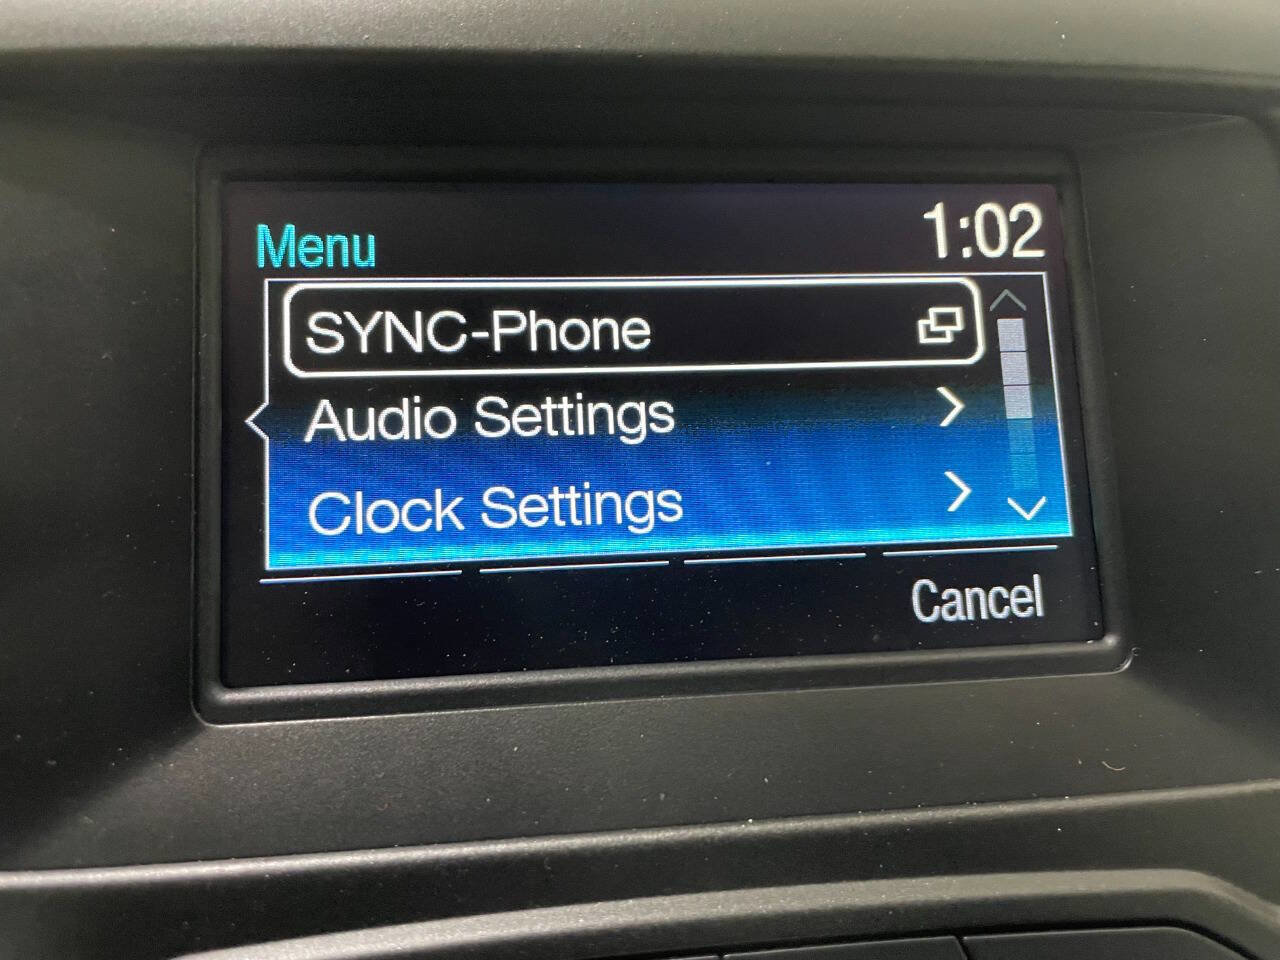 Menu
1:02
SYNC-Phone
Audio Settings
Clock Settings
Cancel